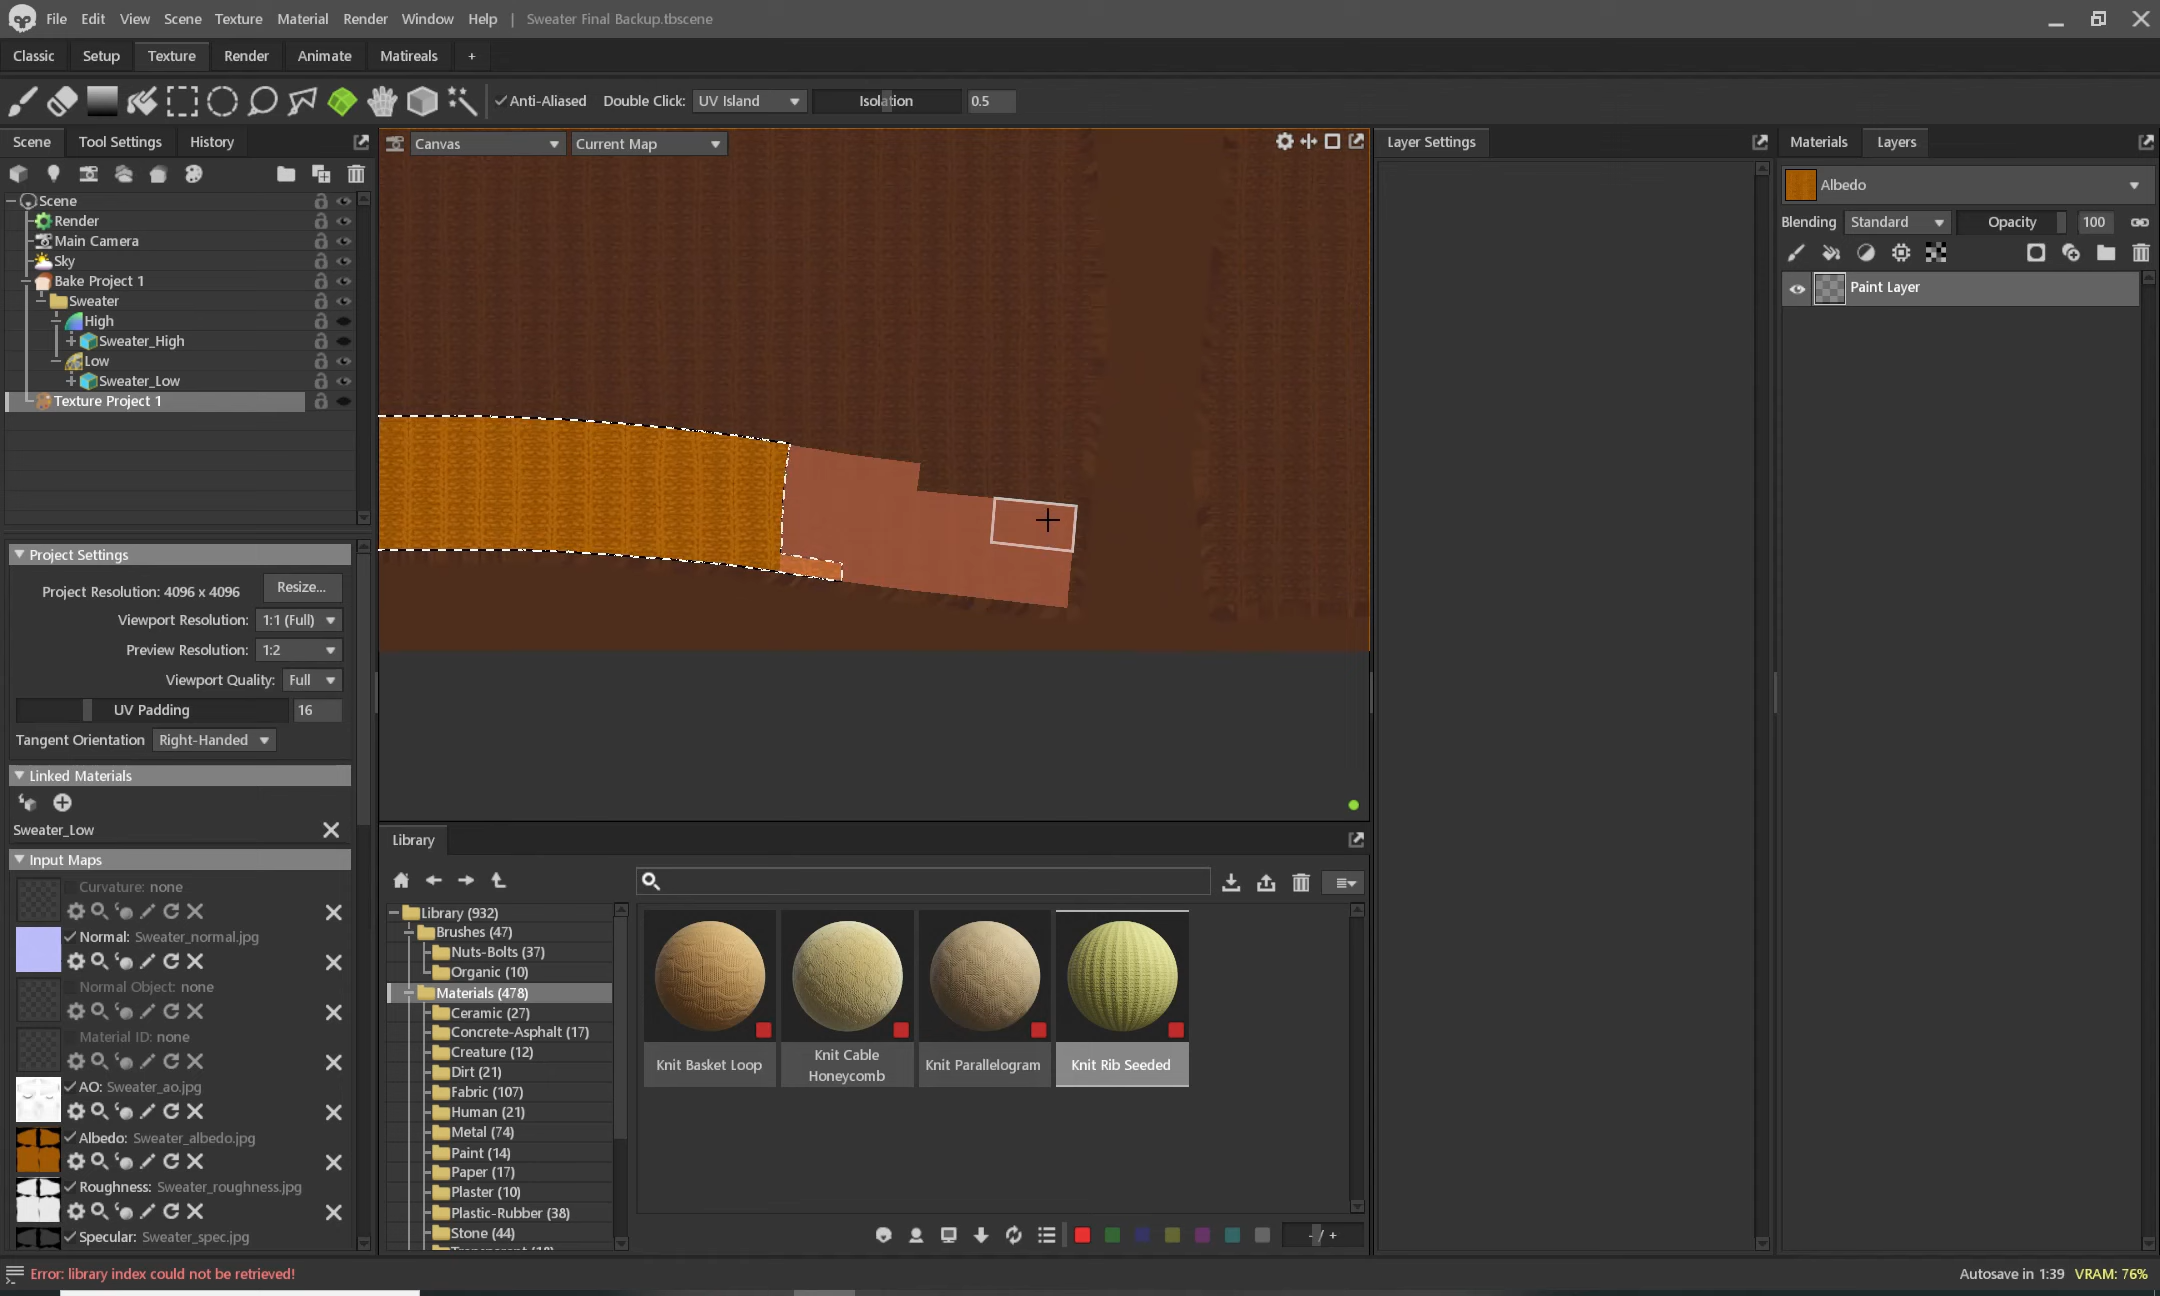 File Edit View Scene Texture Material Render Window Help | Sweater Final Backup.tbscene
Classic Setup Texture Render Animate Matireals +
Anti-Aliased Double Click: UV Island Isolation 0.5
Scene Tool Settings History
Canvas Current Map
Layer Settings
Materials Layers
Albedo
Blending Standard Opacity 100
Paint Layer
Scene
Render
Main Camera
Sky
Bake Project 1
Sweater
High
Sweater_High
Low
Sweater_Low
Texture Project 1
Project Settings
Project Resolution: 4096 x 4096 Resize...
Viewport Resolution: 1:1 (Full)
Preview Resolution: 1:2
Viewport Quality: Full
UV Padding 16
Tangent Orientation Right-Handed
Linked Materials
Sweater_Low
Input Maps
Curvature: none
Normal: Sweater_normal.jpg
Normal Object: none
Material ID: none
AO: Sweater_ao.jpg
Albedo: Sweater_albedo.jpg
Roughness: Sweater_roughness.jpg
Specular: Sweater_spec.jpg
Library
Library (932)
Brushes (47)
Nuts-Bolts (37)
Organic (10)
Materials (478)
Ceramic (27)
Concrete-Asphalt (17)
Creature (12)
Dirt (21)
Fabric (107)
Human (21)
Metal (74)
Paint (14)
Paper (17)
Plaster (10)
Plastic-Rubber (38)
Stone (44)
Knit Basket Loop
Knit Cable
Honeycomb
Knit Parallelogram
Knit Rib Seeded
- / +
Error: library index could not be retrieved!
Autosave in 1:39 VRAM: 76%